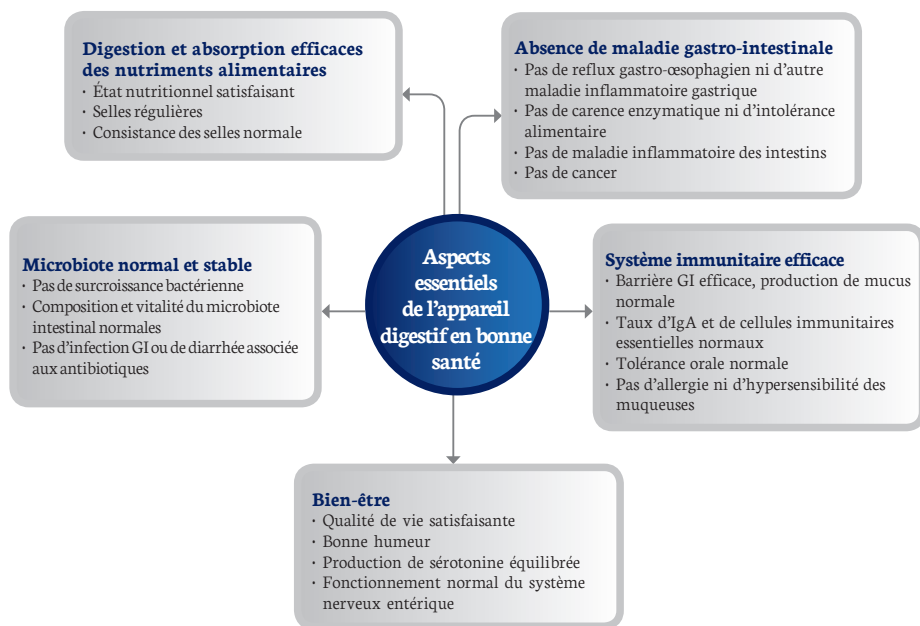 Digestion et absorption efficaces
des nutriments alimentaires
· État nutritionnel satisfaisant
· Selles régulières
· Consistance des selles normale
Absence de maladie gastro-intestinale
· Pas de reflux gastro-œsophagien ni d'autre
maladie inflammatoire gastrique
· Pas de carence enzymatique ni d'intolérance
alimentaire
· Pas de maladie inflammatoire des intestins
· Pas de cancer
Microbiote normal et stable
· Pas de surcroissance bactérienne
· Composition et vitalité du microbiote
intestinal normales
· Pas d'infection GI ou de diarrhée associée
aux antibiotiques
Aspects
essentiels
de l'appareil
digestif en bonne
santé
Système immunitaire efficace
· Barrière GI efficace, production de mucus
normale
· Taux d'IgA et de cellules immunitaires
essentielles normaux
· Tolérance orale normale
· Pas d'allergie ni d'hypersensibilité des
muqueuses
Bien-être
· Qualité de vie satisfaisante
· Bonne humeur
· Production de sérotonine équilibrée
· Fonctionnement normal du système
nerveux entérique